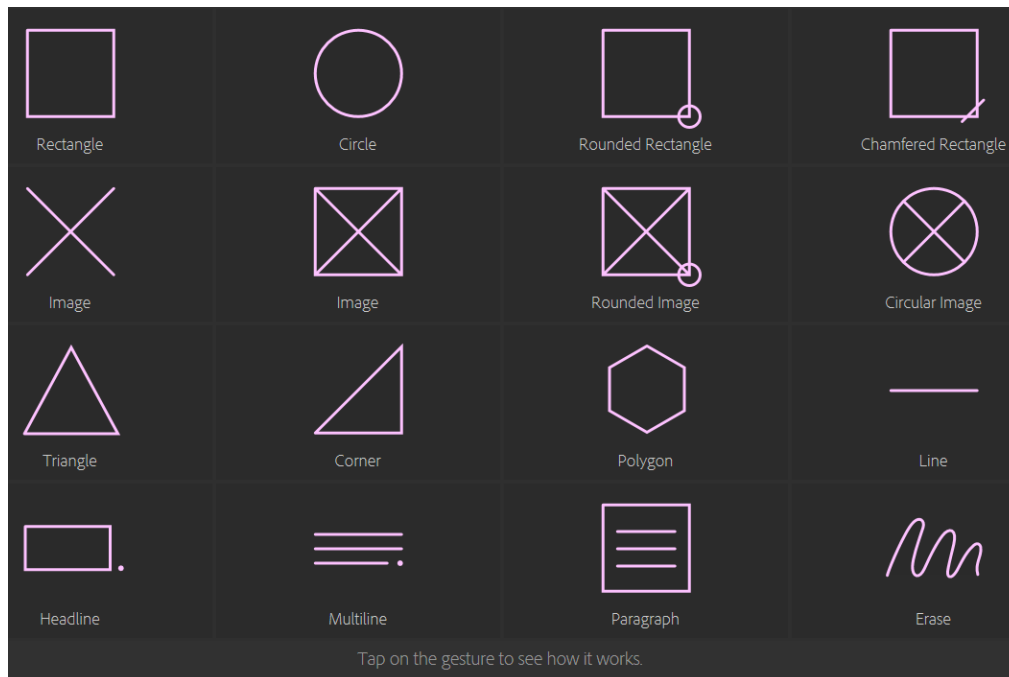 Rectangle
Circle
Rounded Rectangle
Chamfered Rectangle
Image
Image
Rounded Image
Circular Image
Triangle
Corner
Polygon
Line
Headline
Multiline
Paragraph
Erase
Tap on the gesture to see how it works.